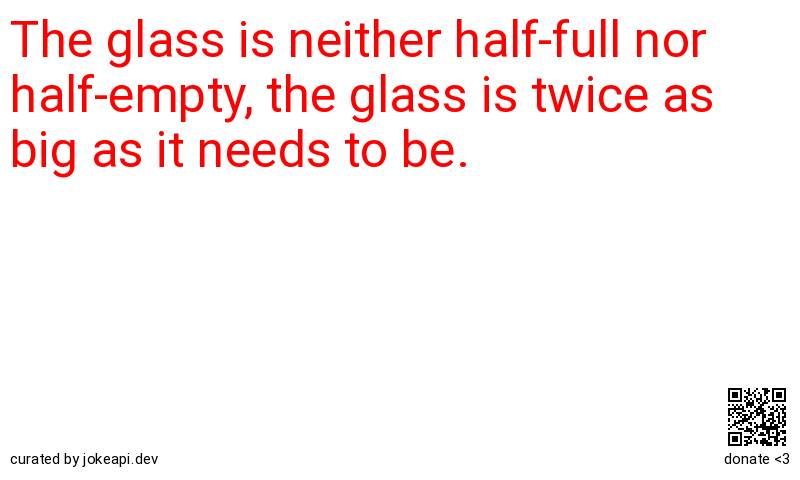 The glass is neither half-full nor
half-empty, the glass is twice as
big as it needs to be.
curated by jokeapi.dev
donate <3